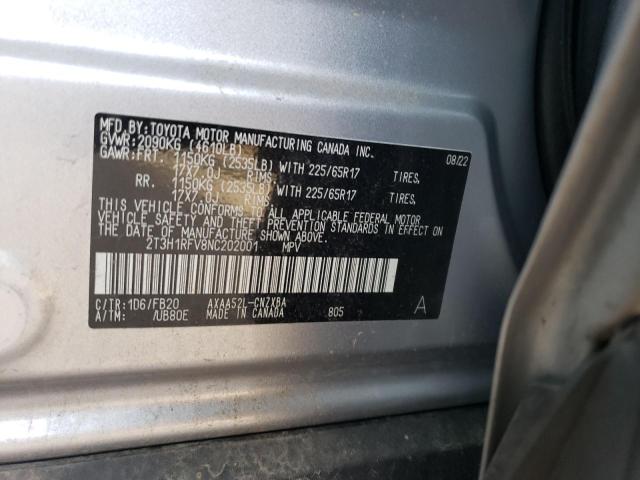 MFD.BY:TOYOTA MOTOR MANUFACTURING CANADA INC.
GVWR:2090KG (4610LB) 08/22
GAWR:FRT. 1150KG (2535LB) WITH 225/65R17 TIRES,
17X7.0J RIMS
RR. 1150KG (2535LB) WITH 225/65R17 TIRES,
17X7.0J RIMS
THIS VEHICLE CONFORMS ALL APPLICABLE FEDERAL MOTOR
VEHICLE SAFETY AND THEFT PREVENTION STANDARDS IN EFFECT ON
THE DATE OF MANUFACTURE SHOWN ABOVE.
2T3H1RFV8NC202001 MPV
C/TR:1D6/FB20 AXAA52L-CNZXBA
A/TM: /UB80E MADE IN CANADA 805 A